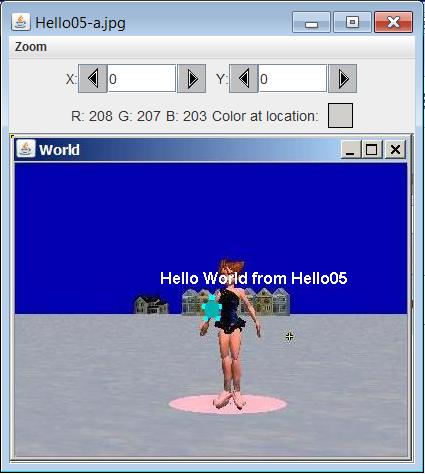 Hello05-a.jpg
Zoom
X: 0 Y: 0
R: 208 G: 207 B: 203 Color at location:
World
Hello World from Hello05